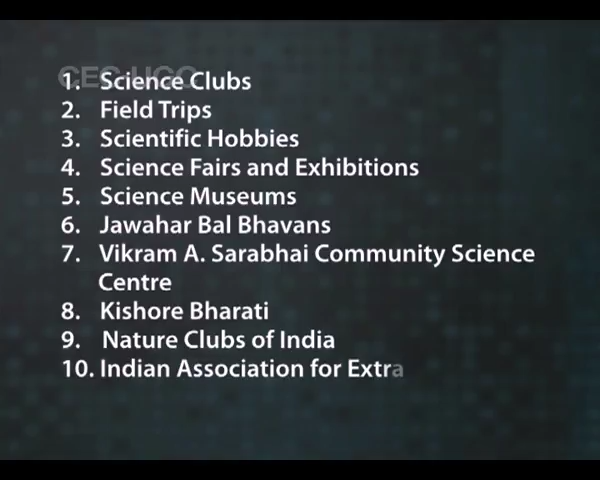 CEC-UGC
1. Science Clubs
2. Field Trips
3. Scientific Hobbies
4. Science Fairs and Exhibitions
5. Science Museums
6. Jawahar Bal Bhavans
7. Vikram A. Sarabhai Community Science
Centre
8. Kishore Bharati
9. Nature Clubs of India
10. Indian Association for Extra